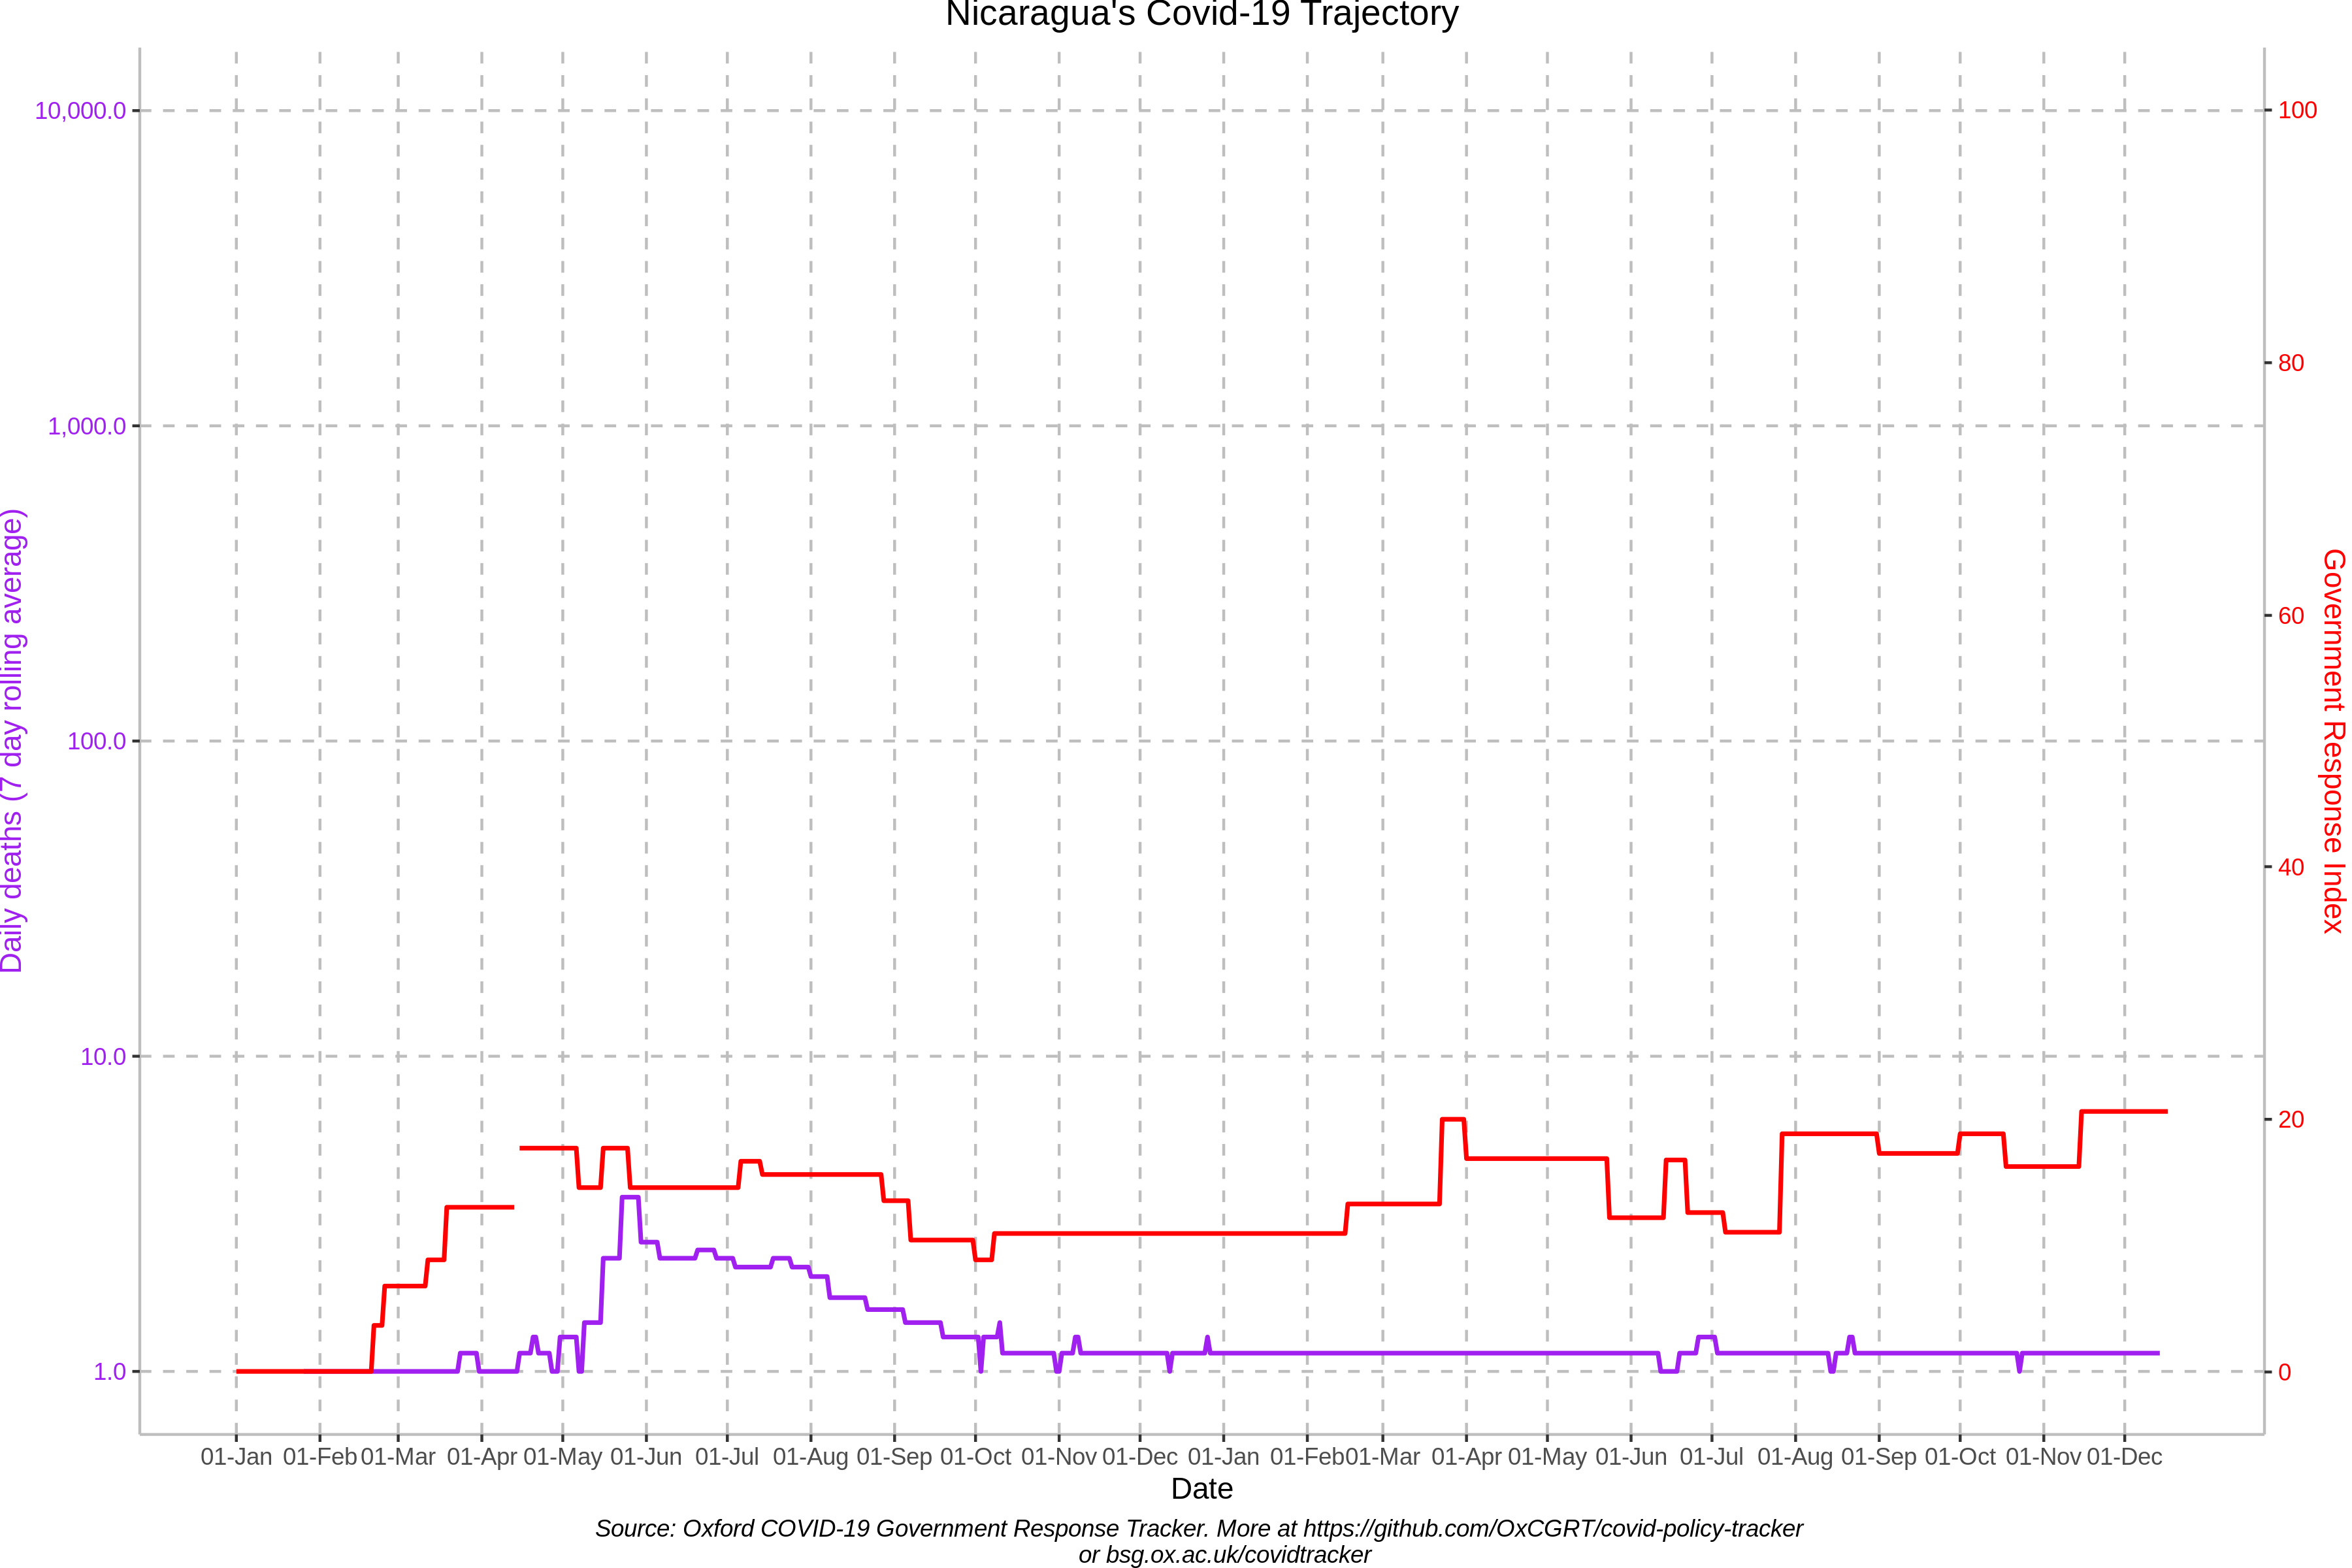 Nicaragua's Covid-19 Trajectory
10,000.0
1,000.0
100.0
10.0
1.0
Daily deaths (7 day rolling average)
100
80
60
40
20
0
Government Response Index
01-Jan 01-Feb 01-Mar 01-Apr 01-May 01-Jun 01-Jul 01-Aug 01-Sep 01-Oct 01-Nov 01-Dec 01-Jan 01-Feb 01-Mar 01-Apr 01-May 01-Jun 01-Jul 01-Aug 01-Sep 01-Oct 01-Nov 01-Dec
Date
Source: Oxford COVID-19 Government Response Tracker. More at https://github.com/OxCGRT/covid-policy-tracker
or bsg.ox.ac.uk/covidtracker